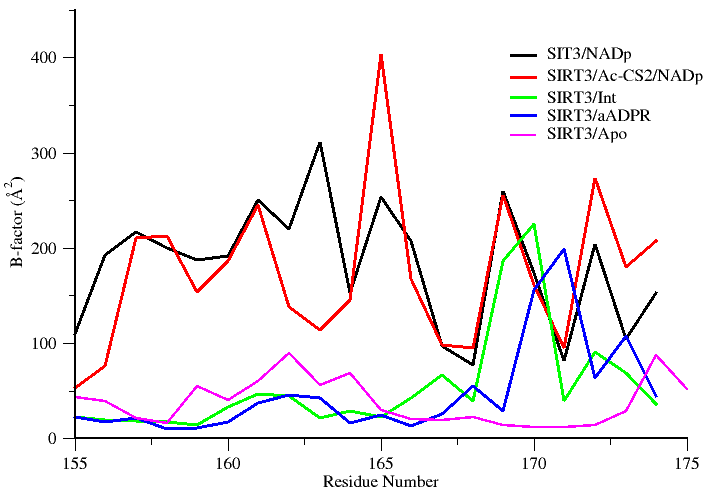 400
300
200
100
0
B-factor (Å²)
155
160
165
170
175
Residue Number
SIT3/NADp
SIRT3/Ac-CS2/NADp
SIRT3/Int
SIRT3/aADPR
SIRT3/Apo